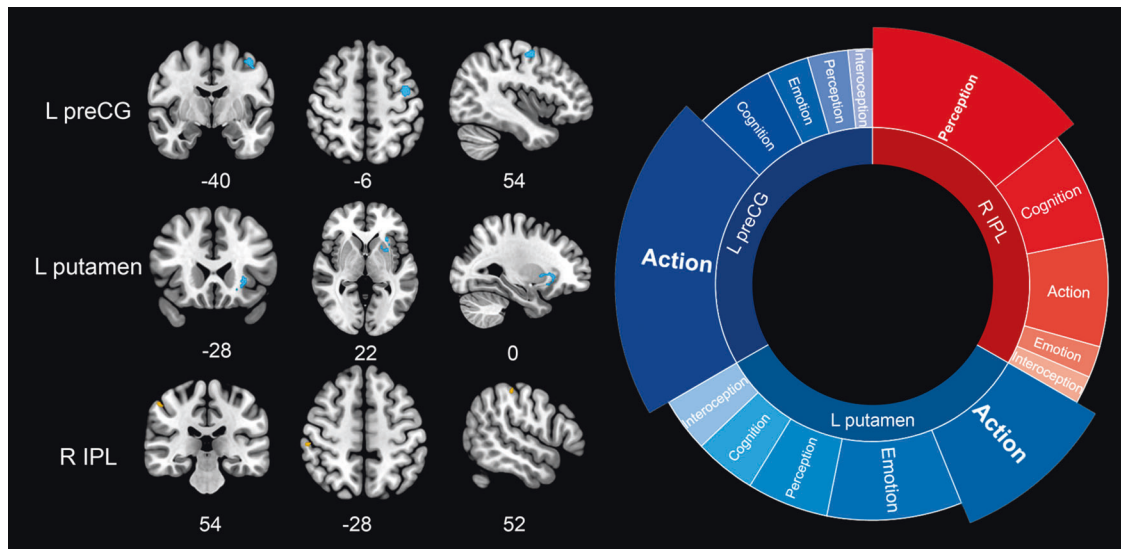 L preCG
-40
-6
54
L putamen
-28
22
0
R IPL
54
-28
52
Perception
Cognition
Action
Emotion
Interoception
R IPL
Action
Emotion
Perception
Cognition
Interoception
L putamen
Action
Cognition
Emotion
Perception
Interoception
L preCG